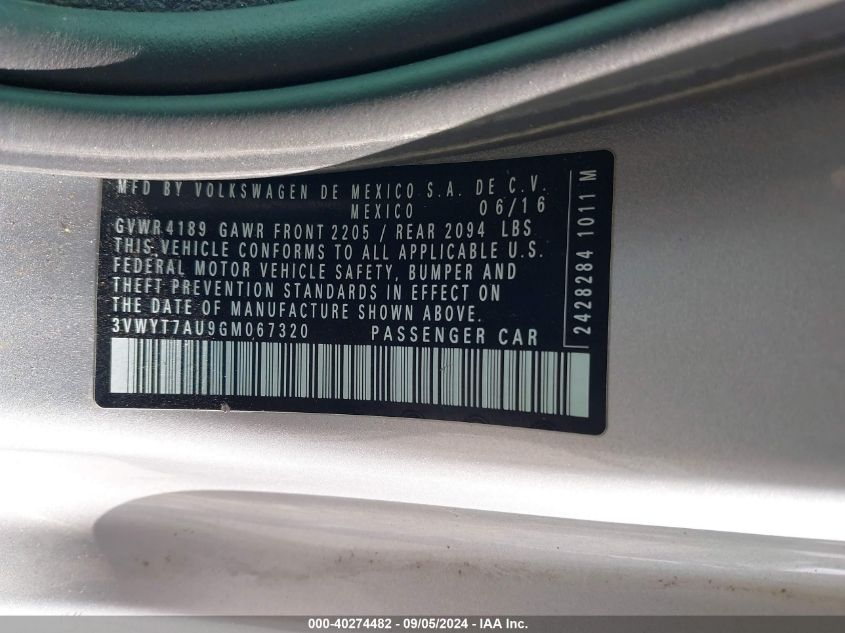 MFD BY VOLKSWAGEN DE MEXICO S.A. DE C.V.
MEXICO 06/16
GVWR 4189 GAWR FRONT 2205 / REAR 2094 LBS
THIS VEHICLE CONFORMS TO ALL APPLICABLE U.S.
FEDERAL MOTOR VEHICLE SAFETY, BUMPER AND
THEFT PREVENTION STANDARDS IN EFFECT ON
THE DATE OF MANUFACTURE SHOWN ABOVE.
3VWYT7AU9GM067320 PASSENGER CAR
2428284 1011 M
000-40274482 - 09/05/2024 - IAA Inc.